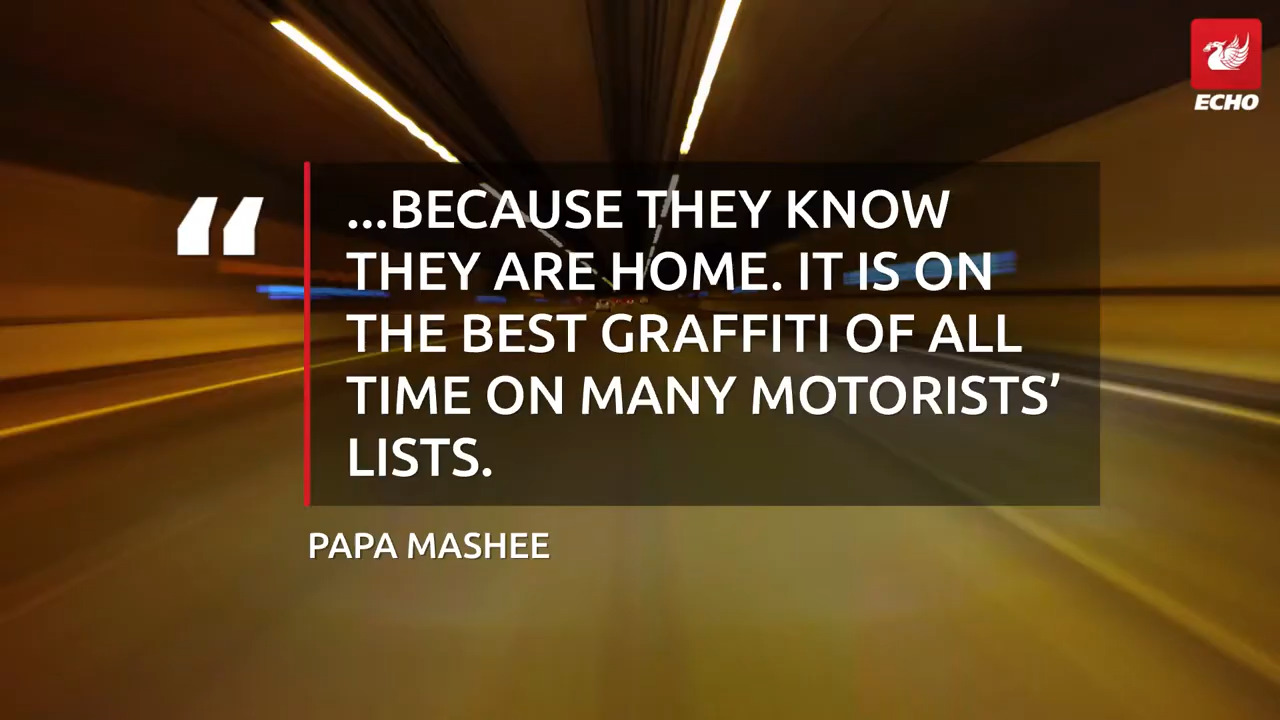 ECHO
“
...BECAUSE THEY KNOW
THEY ARE HOME. IT IS ON
THE BEST GRAFFITI OF ALL
TIME ON MANY MOTORISTS’
LISTS.
PAPA MASHEE